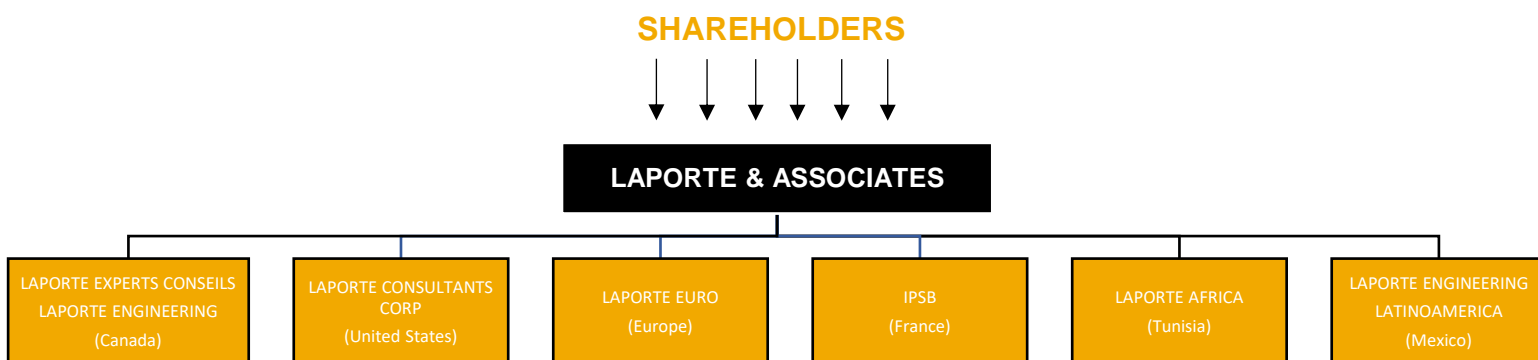 SHAREHOLDERS
LAPORTE & ASSOCIATES
LAPORTE EXPERTS CONSEILS
LAPORTE ENGINEERING
(Canada)
LAPORTE CONSULTANTS
CORP
(United States)
LAPORTE EURO
(Europe)
IPSB
(France)
LAPORTE AFRICA
(Tunisia)
LAPORTE ENGINEERING
LATINOAMERICA
(Mexico)